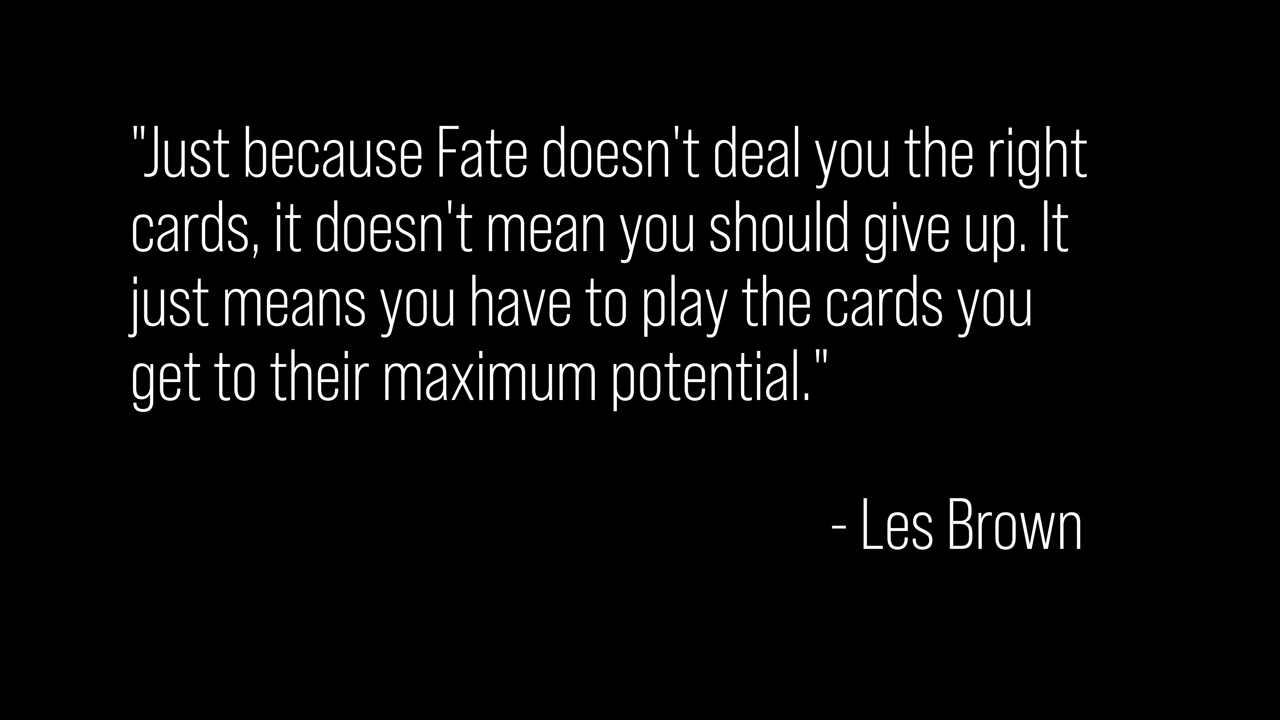 "Just because Fate doesn't deal you the right
cards, it doesn't mean you should give up. It
just means you have to play the cards you
get to their maximum potential."
- Les Brown